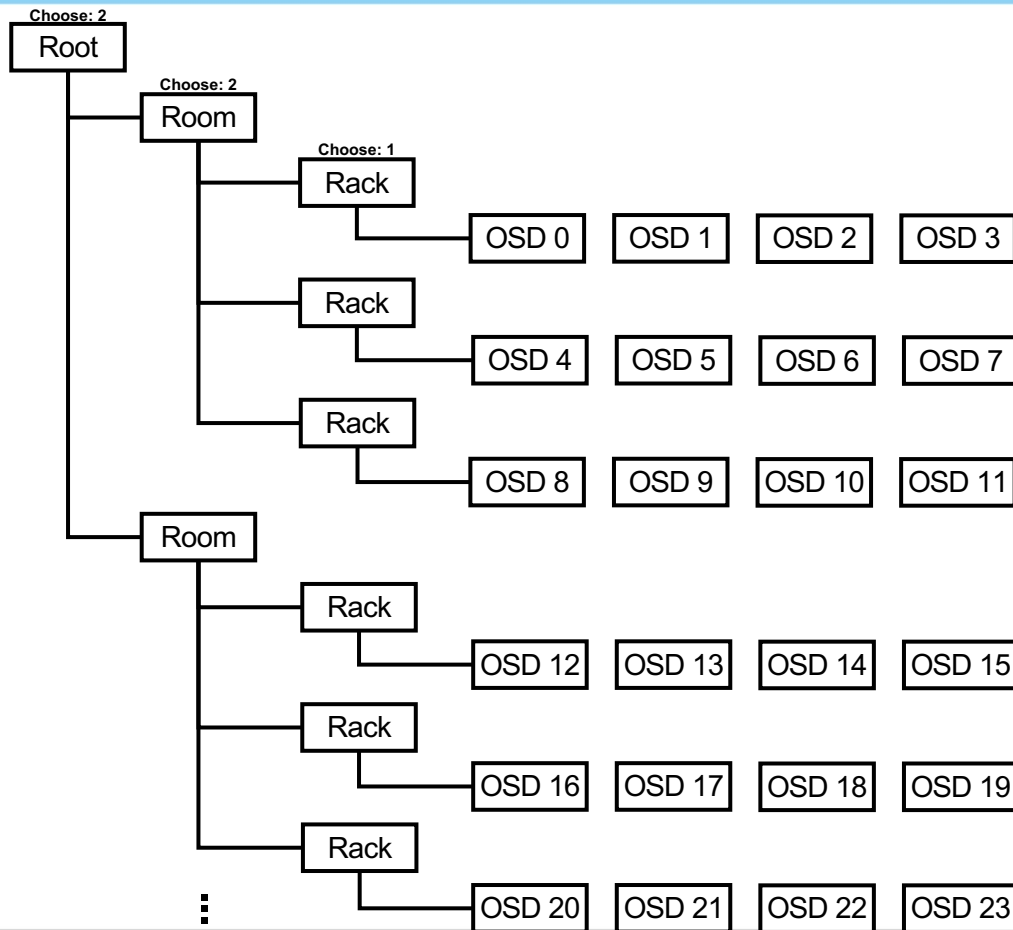 Choose: 2
Root
Choose: 2
Room
Choose: 1
Rack
OSD 0 OSD 1 OSD 2 OSD 3
Rack
OSD 4 OSD 5 OSD 6 OSD 7
Rack
OSD 8 OSD 9 OSD 10 OSD 11
Room
Rack
OSD 12 OSD 13 OSD 14 OSD 15
Rack
OSD 16 OSD 17 OSD 18 OSD 19
Rack
OSD 20 OSD 21 OSD 22 OSD 23